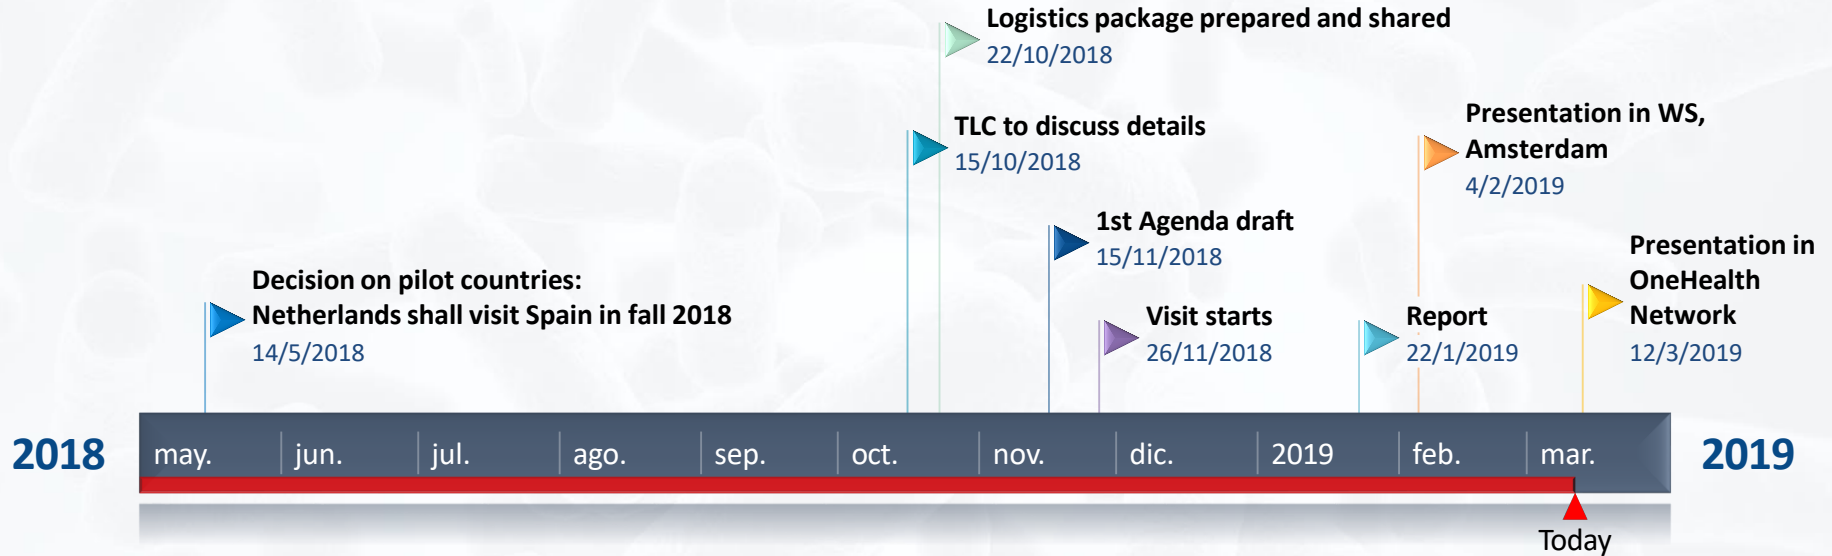 Logistics package prepared and shared
22/10/2018
TLC to discuss details
15/10/2018
Presentation in WS,
Amsterdam
4/2/2019
1st Agenda draft
15/11/2018
Decision on pilot countries:
Netherlands shall visit Spain in fall 2018
14/5/2018
Visit starts
26/11/2018
Report
22/1/2019
Presentation in
OneHealth
Network
12/3/2019
2018
may.
jun.
jul.
ago.
sep.
oct.
nov.
dic.
2019
feb.
mar.
2019
Today